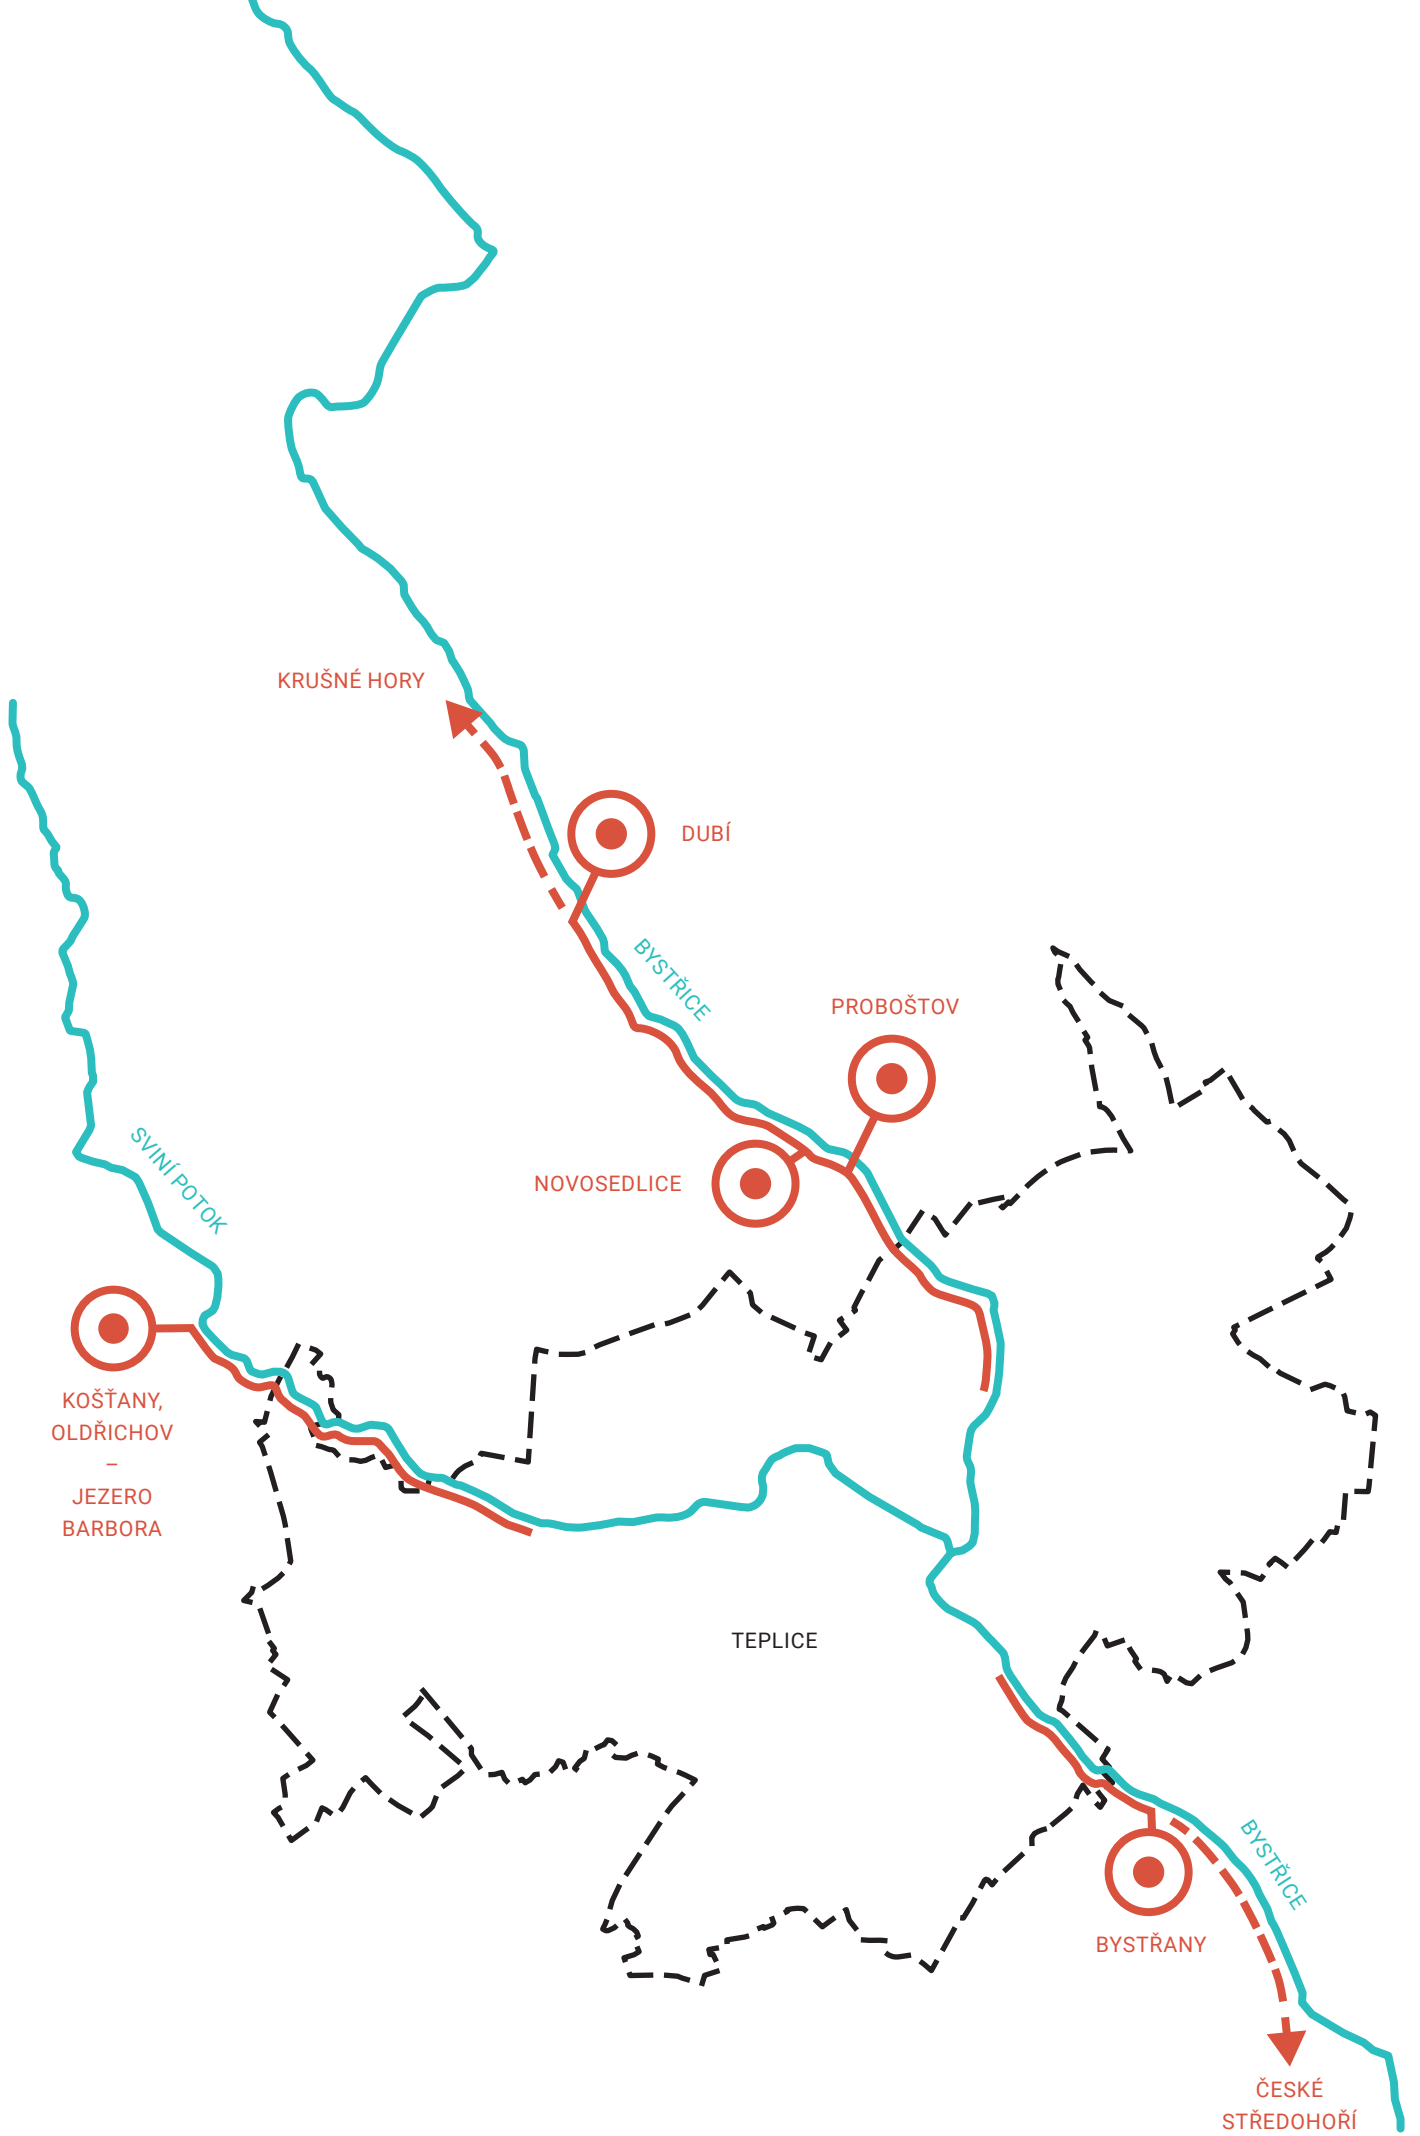 KRUŠNÉ HORY
DUBÍ
BYSTŘICE
PROBOŠTOV
NOVOSEDLICE
SVINÍ POTOK
KOŠŤANY,
OLDŘICHOV
–
JEZERO
BARBORA
TEPLICE
BYSTŘICE
BYSTŘANY
ČESKÉ
STŘEDOHOŘÍ